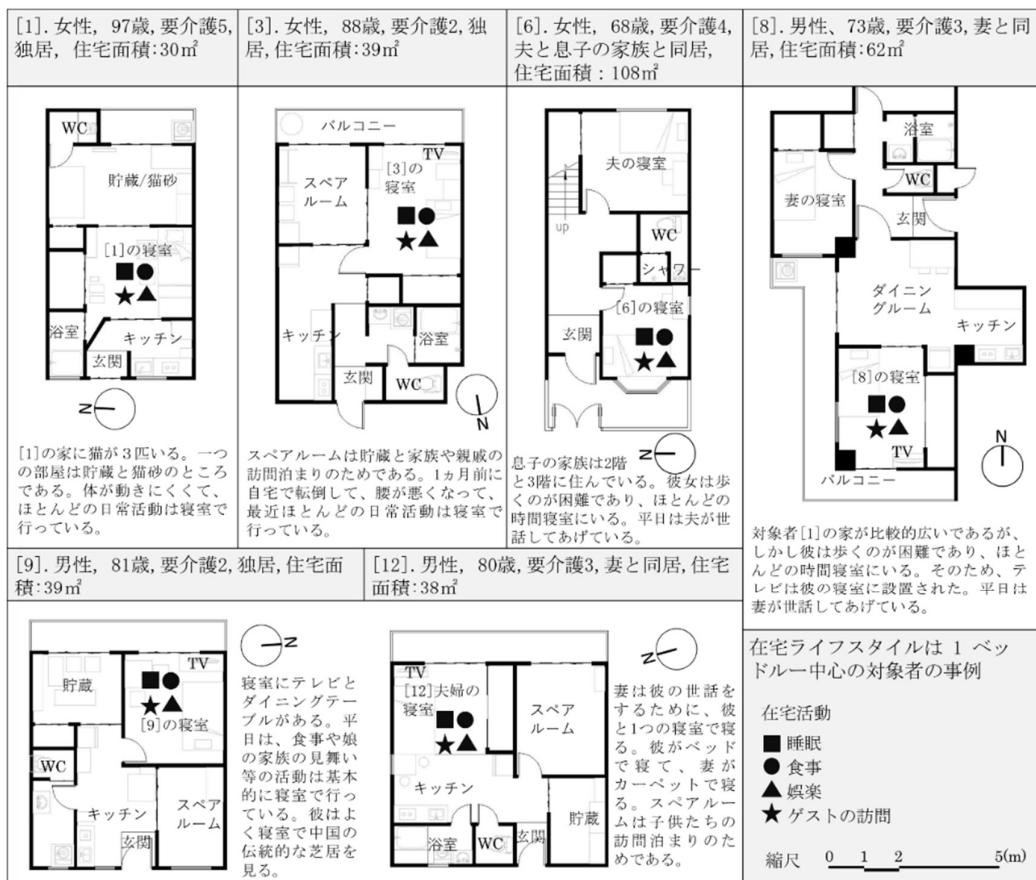 [1]. 女性, 97歳, 要介護5,
独居, 住宅面積:30㎡
[3]. 女性, 88歳, 要介護2, 独
居, 住宅面積:39㎡
[6]. 女性, 68歳, 要介護4,
夫と息子の家族と同居,
住宅面積：108㎡
[8]. 男性、73歳, 要介護3, 妻と同
居, 住宅面積:62㎡
WC
貯蔵/猫砂
[1]の寝室
浴室
キッチン
玄関
N
[1]の家に猫が3匹いる。一つ
の部屋は貯蔵と猫砂のところ
である。体が動きにくくて、
ほとんどの日常活動は寝室で
行っている。
バルコニー
TV
スペア
ルーム
[3]の
寝室
キッチン
浴室
玄関
WC
N
スペアルームは貯蔵と家族や親戚の
訪問泊まりのためである。1ヵ月前に
自宅で転倒して、腰が悪くなって、
最近ほとんどの日常活動は寝室で
行っている。
夫の寝室
up
WC
シャワ
[6]の寝室
玄関
N
息子の家族は2階
と3階に住んでいる。彼女は歩
くのが困難であり、ほとんどの
時間寝室にいる。平日は夫が世
話してあげている。
浴室
WC
妻の寝室
玄関
ダイニン
グルーム
キッチン
[8]の寝室
TV
バルコニー
N
対象者[1]の家が比較的広いであるが、
しかし彼は歩くのが困難であり、ほと
んどの時間寝室にいる。そのため、テ
レビは彼の寝室に設置された。平日は
妻が世話してあげている。
[9]. 男性, 81歳, 要介護2, 独居, 住宅面
積:39㎡
[12]. 男性, 80歳, 要介護3, 妻と同居, 住宅
面積:38㎡
TV
貯蔵
[9]の寝室
WC
キッチン
スペア
ルーム
玄関
N
寝室にテレビと
ダイニングテー
ブルがある。平
日は、食事や娘
の家族の見舞い
等の活動は基本
的に寝室で行っ
ている。彼はよ
く寝室で中国の
伝統的な芝居を
見る。
TV
[12]夫婦の
寝室
スペア
ルーム
キッチン
浴室
WC
玄関
貯蔵
N
妻は彼の世話を
するために、彼
と1つの寝室で寝
る。彼がベッド
で寝て、妻が
カーペットで寝
る。スペアルー
ムは子供たちの
訪問泊まりのた
めである。
在宅ライフスタイルは 1 ベッ
ドルー中心の対象者の事例
在宅活動
睡眠
食事
娯楽
ゲストの訪問
縮尺 0 1 2 5(m)